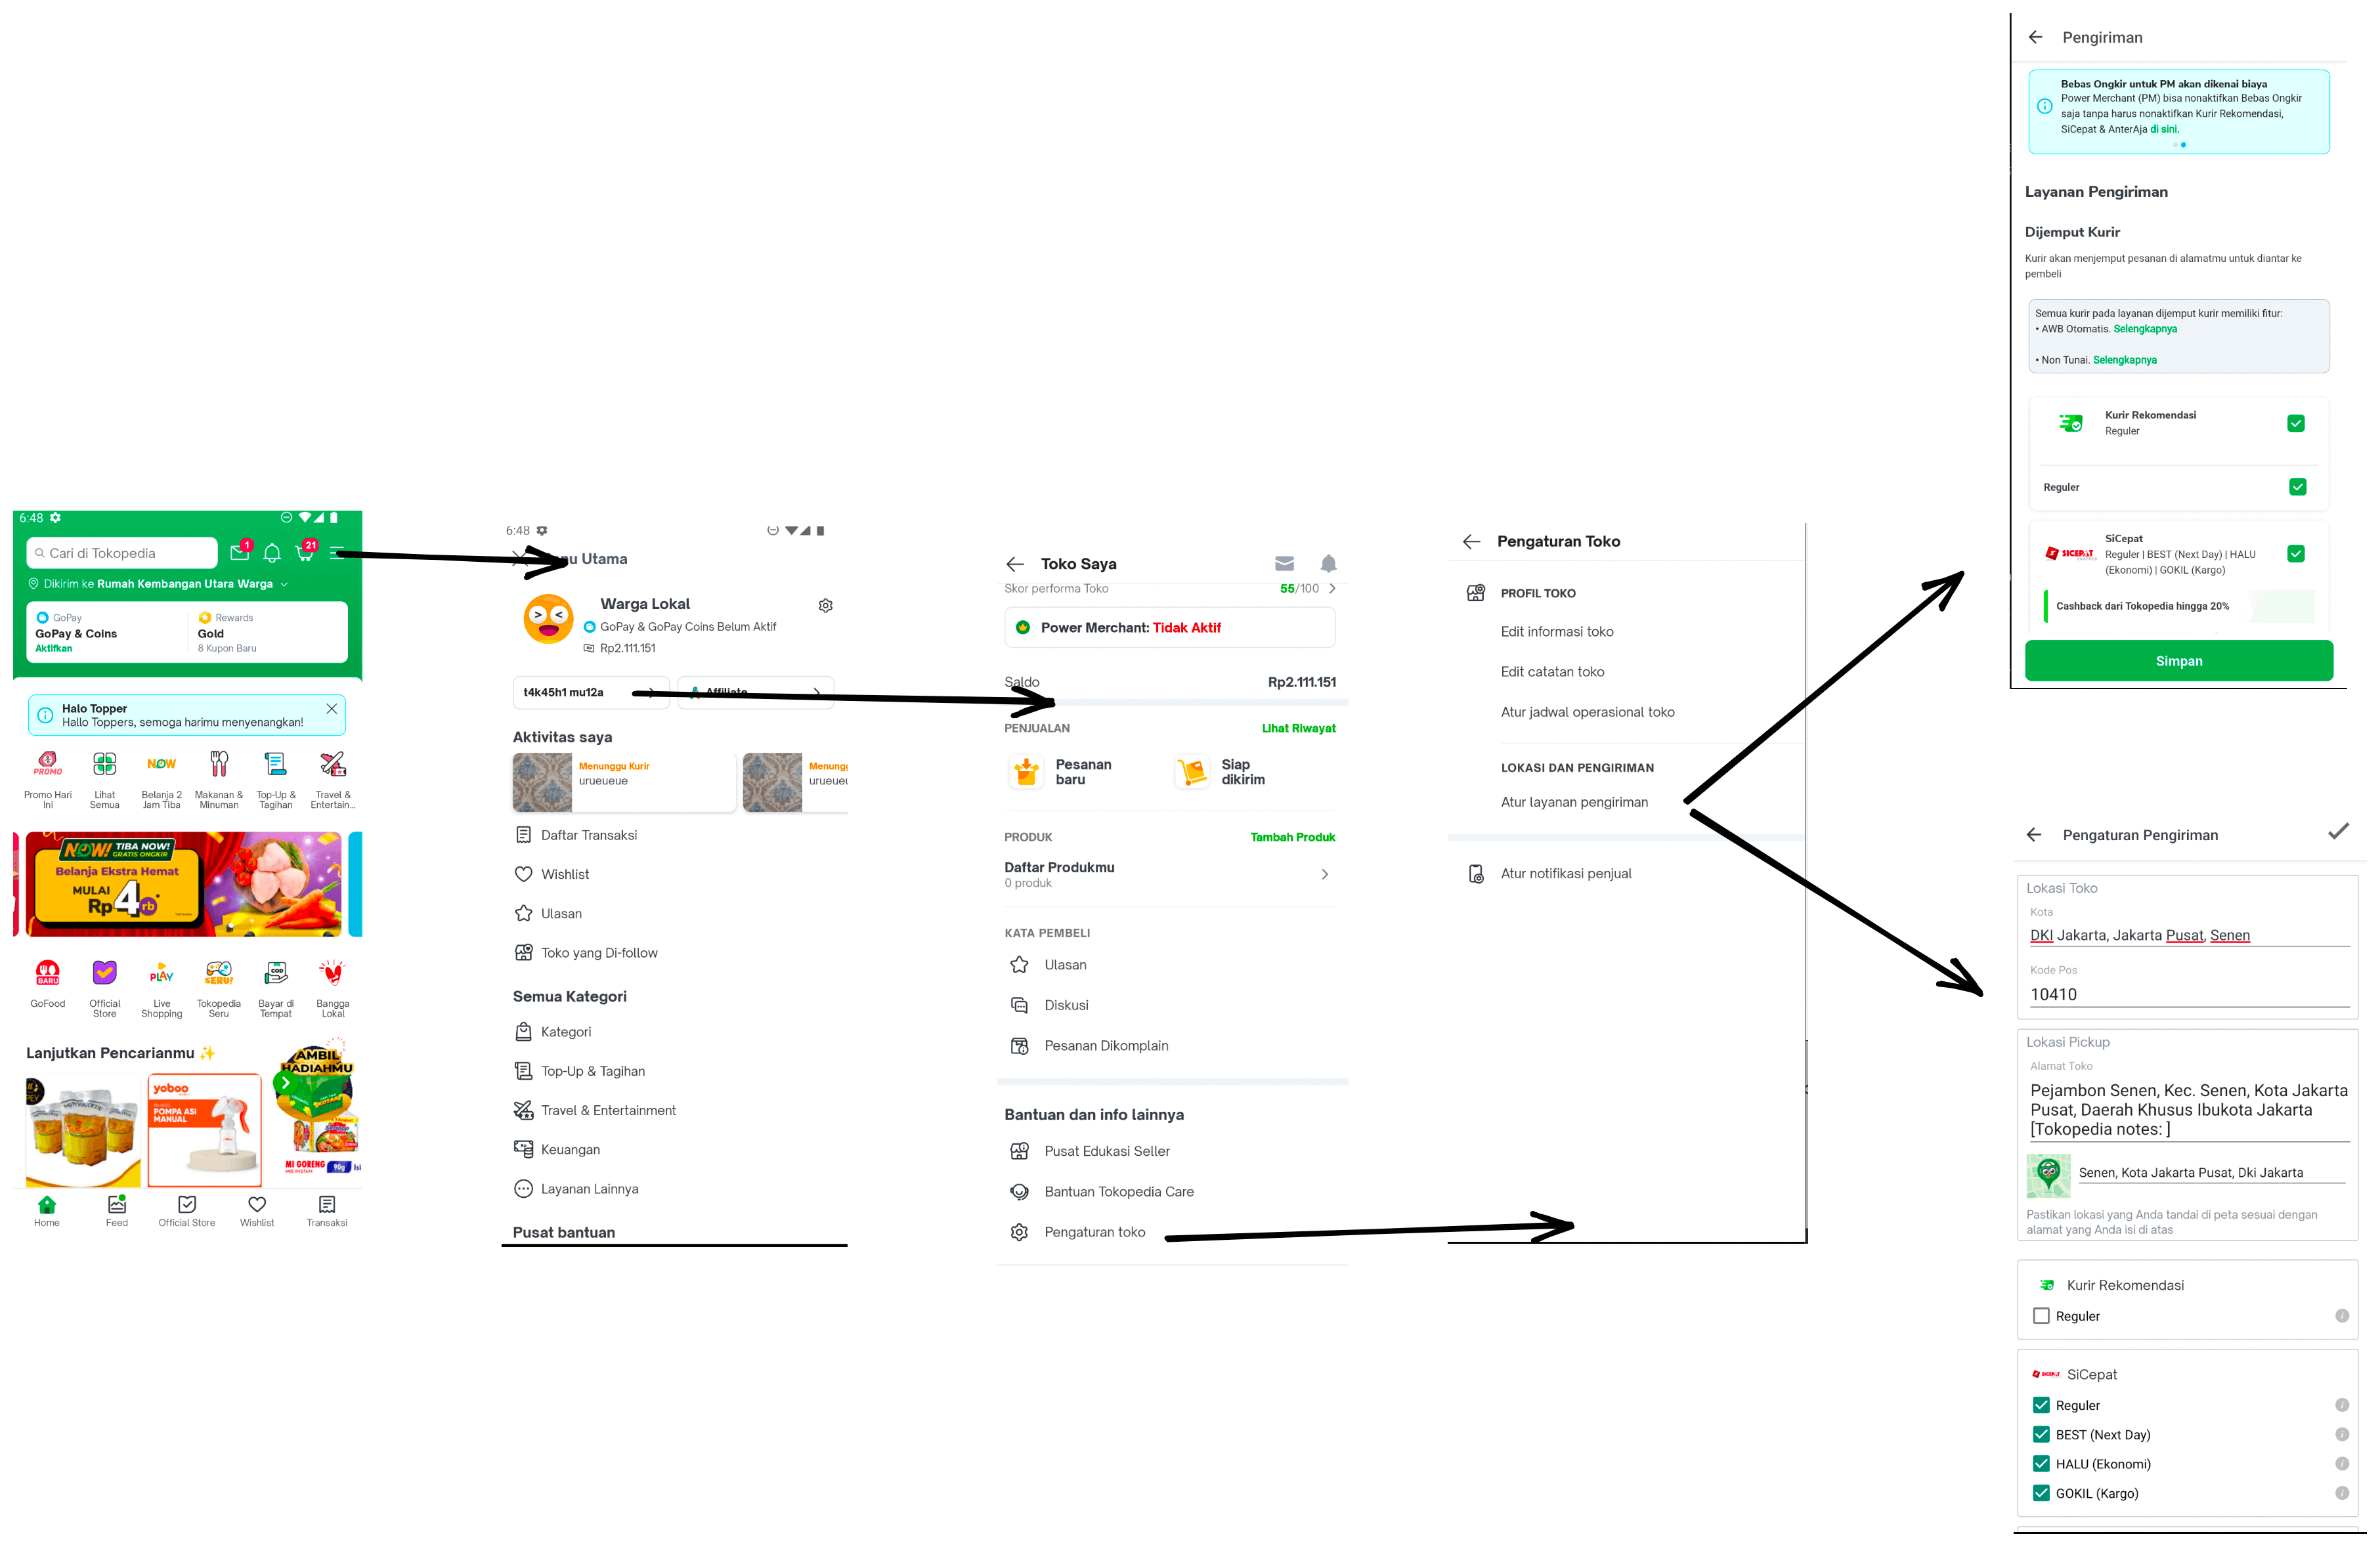 6:48
Cari di Tokopedia
1
21
Dikirim ke Rumah Kembangan Utara Warga
GoPay
GoPay & Coins
Aktifkan
Rewards
Gold
8 Kupon Baru
Halo Topper
Hallo Toppers, semoga harimu menyenangkan!
PROMO
NOW
Promo Hari
Ini
Lihat
Semua
Belanja 2
Jam Tiba
Makanan &
Minuman
Top-Up &
Tagihan
Travel &
Entertain...
NOW! TIBA NOW!
GRATIS ONGKIR
Belanja Ekstra Hemat
MULAI
Rp4rb
BARU
PLAY
SERU!
COD
GoFood
Official
Store
Live
Shopping
Tokopedia
Seru
Bayar di
Tempat
Bangga
Lokal
Lanjutkan Pencarianmu
AMBIL
HADIAHMU
yoboo
POMPA ASI
MANUAL
MI GORENG
90g
Isi
Home
Feed
Official Store
Wishlist
Transaksi
6:48
Utama
Warga Lokal
GoPay & GoPay Coins Belum Aktif
Rp2.111.151
t4k45h1 mu12a
Affiliate
Aktivitas saya
Menunggu Kurir
urueueue
Menungg
urueueu
Daftar Transaksi
Wishlist
Ulasan
Toko yang Di-follow
Semua Kategori
Kategori
Top-Up & Tagihan
Travel & Entertainment
Keuangan
Layanan Lainnya
Pusat bantuan
Toko Saya
Skor performa Toko
55/100
Power Merchant: Tidak Aktif
Saldo
Rp2.111.151
PENJUALAN
Lihat Riwayat
Pesanan
baru
Siap
dikirim
PRODUK
Tambah Produk
Daftar Produkmu
0 produk
KATA PEMBELI
Ulasan
Diskusi
Pesanan Dikomplain
Bantuan dan info lainnya
Pusat Edukasi Seller
Bantuan Tokopedia Care
Pengaturan toko
Pengaturan Toko
PROFIL TOKO
Edit informasi toko
Edit catatan toko
Atur jadwal operasional toko
LOKASI DAN PENGIRIMAN
Atur layanan pengiriman
Atur notifikasi penjual
Pengiriman
Bebas Ongkir untuk PM akan dikenai biaya
Power Merchant (PM) bisa nonaktifkan Bebas Ongkir
saja tanpa harus nonaktifkan Kurir Rekomendasi,
SiCepat & AnterAja di sini.
Layanan Pengiriman
Dijemput Kurir
Kurir akan menjemput pesanan di alamatmu untuk diantar ke
pembeli
Semua kurir pada layanan dijemput kurir memiliki fitur:
• AWB Otomatis. Selengkapnya
• Non Tunai. Selengkapnya
Kurir Rekomendasi
Reguler
Reguler
SICEPAT
SiCepat
Reguler | BEST (Next Day) | HALU
(Ekonomi) | GOKIL (Kargo)
Cashback dari Tokopedia hingga 20%
Simpan
Pengaturan Pengiriman
Lokasi Toko
Kota
DKI Jakarta, Jakarta Pusat, Senen
Kode Pos
10410
Lokasi Pickup
Alamat Toko
Pejambon Senen, Kec. Senen, Kota Jakarta
Pusat, Daerah Khusus Ibukota Jakarta
[Tokopedia notes: ]
Senen, Kota Jakarta Pusat, Dki Jakarta
Pastikan lokasi yang Anda tandai di peta sesuai dengan
alamat yang Anda isi di atas
Kurir Rekomendasi
Reguler
SiCepat
Reguler
BEST (Next Day)
HALU (Ekonomi)
GOKIL (Kargo)